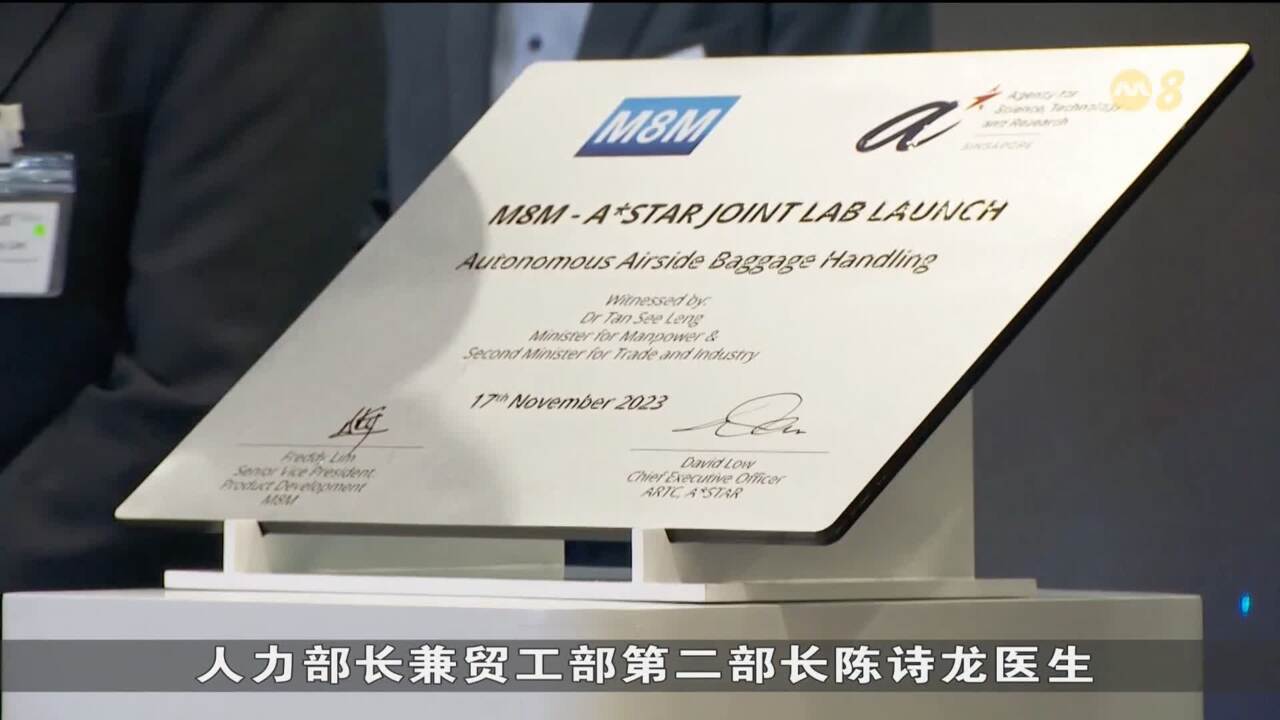 M8M
a
Agency for
Science, Technology
and Research
SINGAPORE
8
M8M - A*STAR JOINT LAB LAUNCH
Autonomous Airside Baggage Handling
Witnessed by:
Dr Tan See Leng
Minister for Manpower &
Second Minister for Trade and Industry
17th November 2023
Freddy Lim
Senior Vice President
Product Development
M8M
David Low
Chief Executive Officer
ARTC, A*STAR
人力部长兼贸工部第二部长陈诗龙医生